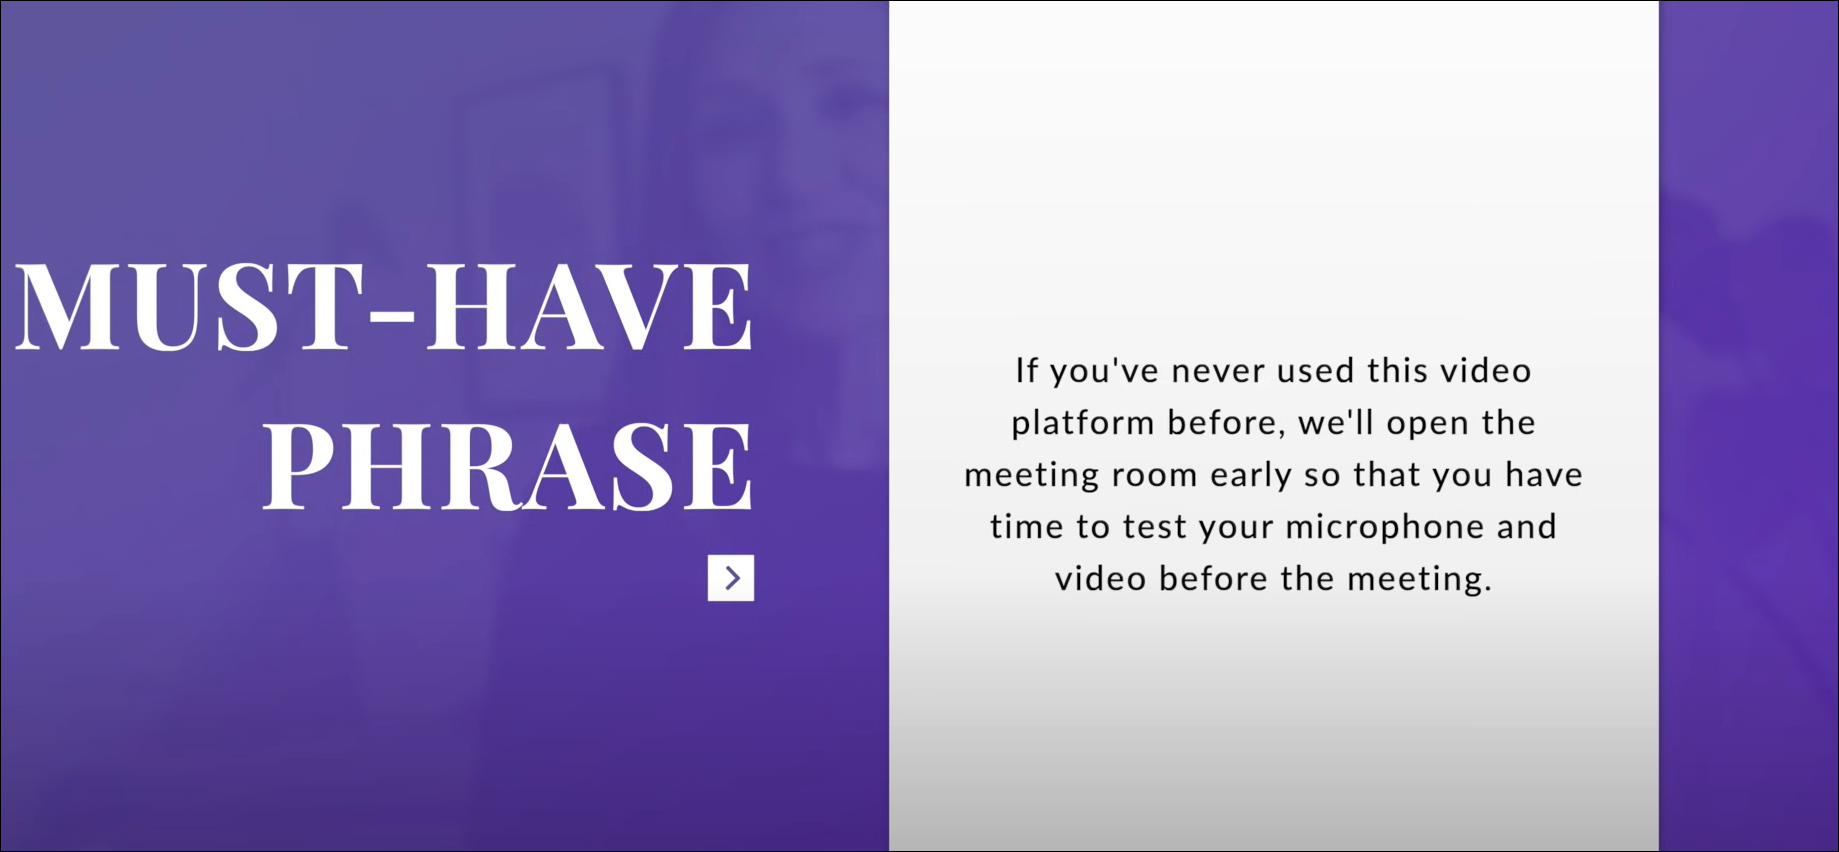 MUST-HAVE
PHRASE
If you've never used this video
platform before, we'll open the
meeting room early so that you have
time to test your microphone and
video before the meeting.